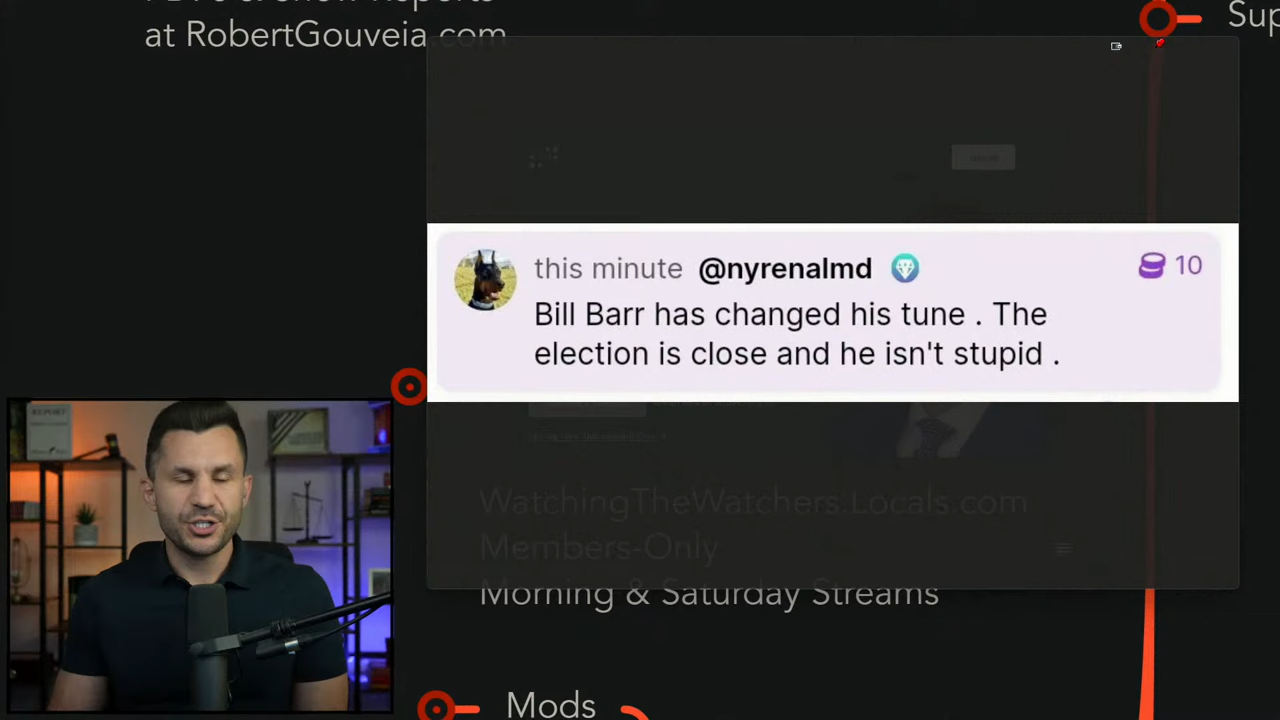 at RobertGouveia.com
Sup
this minute @nyrenalmd
10
Bill Barr has changed his tune . The
election is close and he isn't stupid .
WatchingTheWatchers.Locals.com
Members-Only
Morning & Saturday Streams
Mods